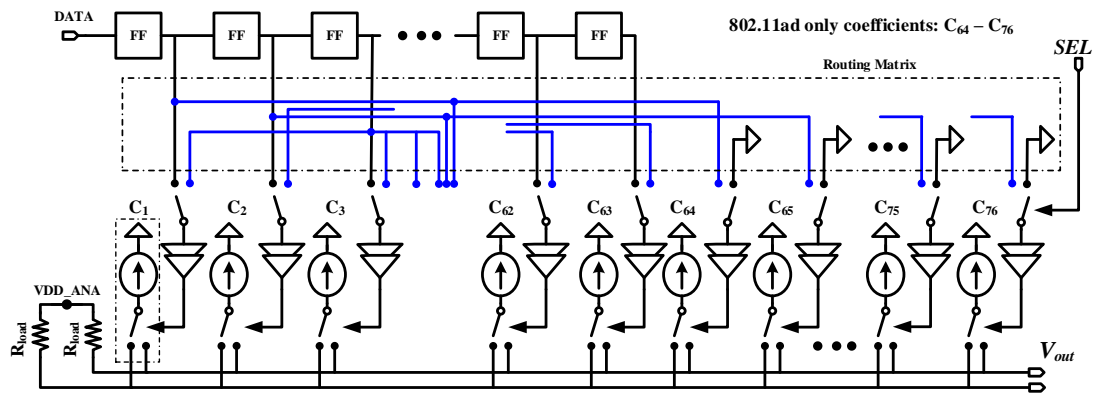 DATA
FF FF FF FF FF
802.11ad only coefficients: C64 – C76
SEL
Routing Matrix
C1 C2 C3 C62 C63 C64 C65 C75 C76
VDD_ANA
Rload Rload
Vout